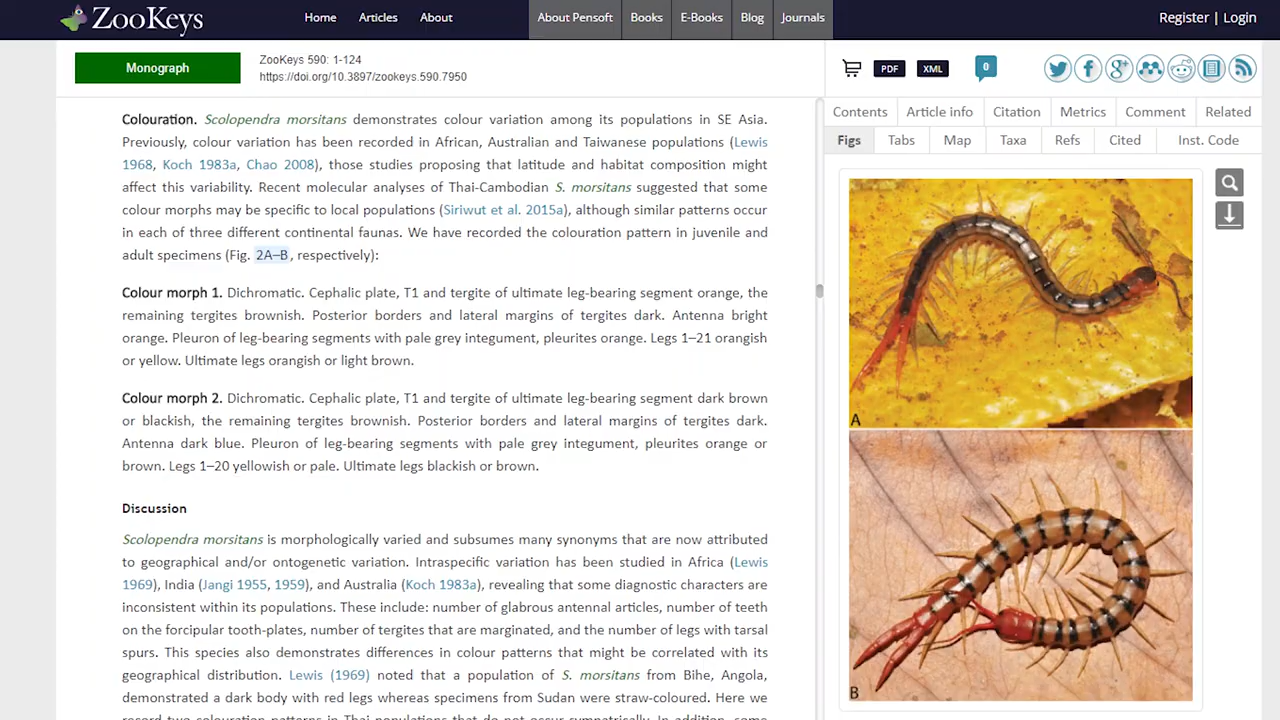 ZooKeys
Home Articles About
About Pensoft Books E-Books Blog Journals
Register | Login
Monograph
ZooKeys 590: 1-124
https://doi.org/10.3897/zookeys.590.7950
PDF XML 0
Contents Article info Citation Metrics Comment Related
Figs Tabs Map Taxa Refs Cited Inst. Code
Colouration. Scolopendra morsitans demonstrates colour variation among its populations in SE Asia.
Previously, colour variation has been recorded in African, Australian and Taiwanese populations (Lewis
1968, Koch 1983a, Chao 2008), those studies proposing that latitude and habitat composition might
affect this variability. Recent molecular analyses of Thai-Cambodian S. morsitans suggested that some
colour morphs may be specific to local populations (Siriwut et al. 2015a), although similar patterns occur
in each of three different continental faunas. We have recorded the colouration pattern in juvenile and
adult specimens (Fig. 2A–B, respectively):
Colour morph 1. Dichromatic. Cephalic plate, T1 and tergite of ultimate leg-bearing segment orange, the
remaining tergites brownish. Posterior borders and lateral margins of tergites dark. Antenna bright
orange. Pleuron of leg-bearing segments with pale grey integument, pleurites orange. Legs 1–21 orangish
or yellow. Ultimate legs orangish or light brown.
Colour morph 2. Dichromatic. Cephalic plate, T1 and tergite of ultimate leg-bearing segment dark brown
or blackish, the remaining tergites brownish. Posterior borders and lateral margins of tergites dark.
Antenna dark blue. Pleuron of leg-bearing segments with pale grey integument, pleurites orange or
brown. Legs 1–20 yellowish or pale. Ultimate legs blackish or brown.
Discussion
Scolopendra morsitans is morphologically varied and subsumes many synonyms that are now attributed
to geographical and/or ontogenetic variation. Intraspecific variation has been studied in Africa (Lewis
1969), India (Jangi 1955, 1959), and Australia (Koch 1983a), revealing that some diagnostic characters are
inconsistent within its populations. These include: number of glabrous antennal articles, number of teeth
on the forcipular tooth-plates, number of tergites that are marginated, and the number of legs with tarsal
spurs. This species also demonstrates differences in colour patterns that might be correlated with its
geographical distribution. Lewis (1969) noted that a population of S. morsitans from Bihe, Angola,
demonstrated a dark body with red legs whereas specimens from Sudan were straw-coloured. Here we
record two colouration patterns in Thai populations that do not occur sympatrically. In addition, some
A
B